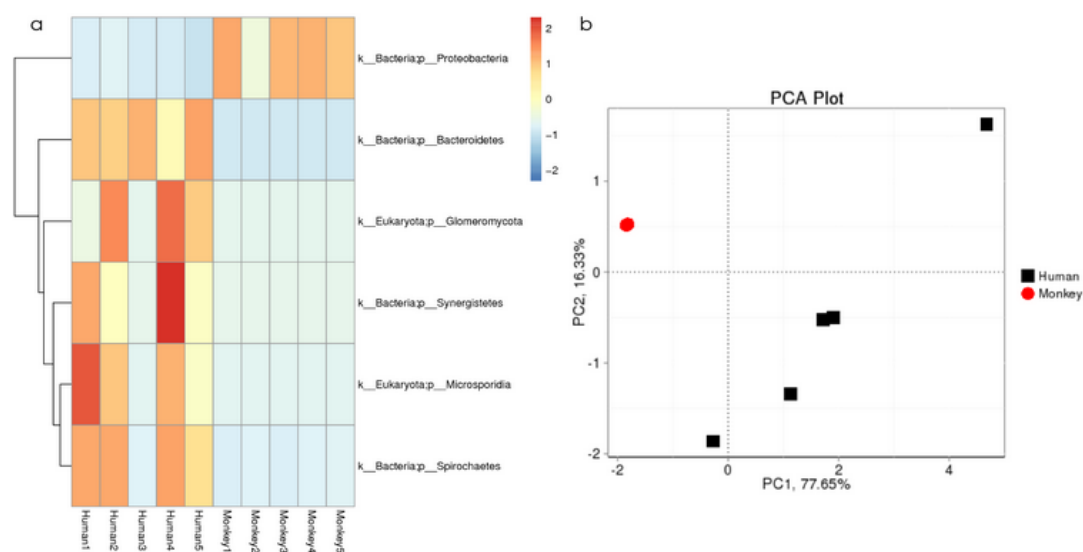 a
2
1
0
−1
−2
k__Bacteria;p__Proteobacteria
k__Bacteria;p__Bacteroidetes
k__Eukaryota;p__Glomeromycota
k__Bacteria;p__Synergistetes
k__Eukaryota;p__Microsporidia
k__Bacteria;p__Spirochaetes
Human1
Human2
Human3
Human4
Human5
Monkey1
Monkey2
Monkey3
Monkey4
Monkey5
b
PCA Plot
PC2, 16.33%
1
0
-1
-2
-2
0
2
4
PC1, 77.65%
Human
Monkey